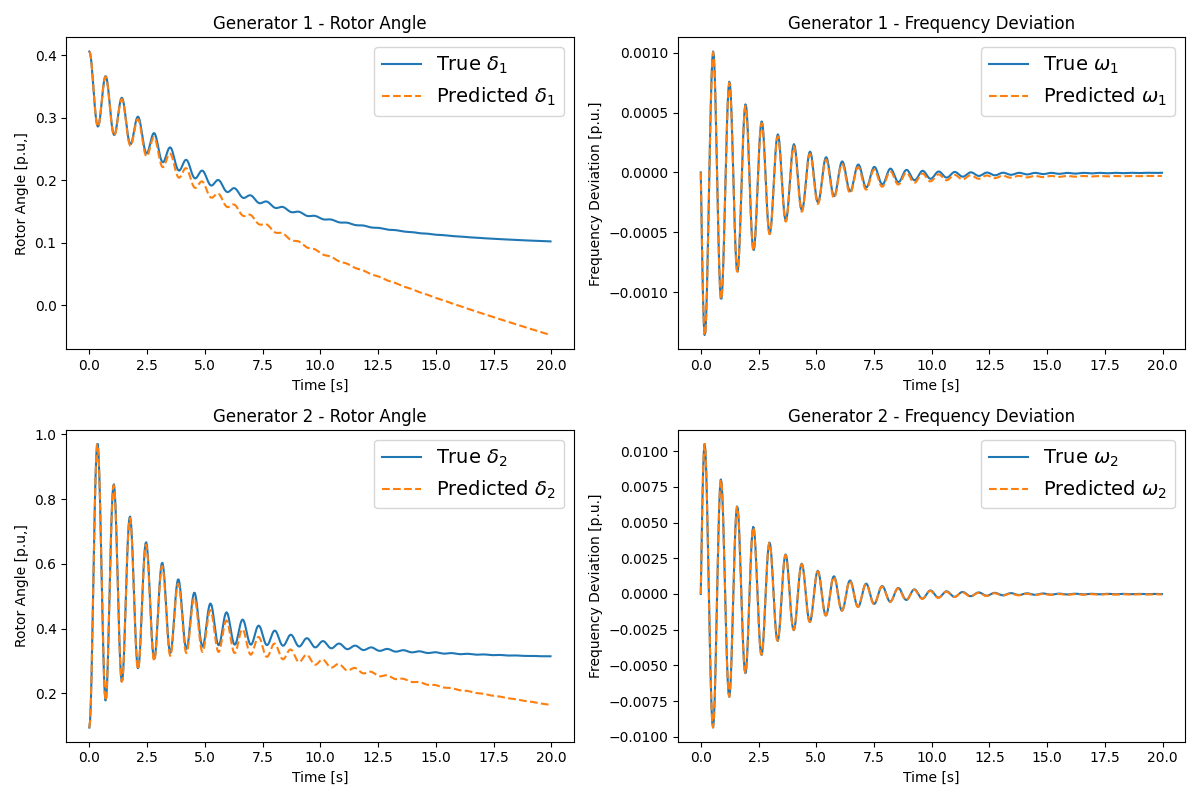 Generator 1 - Rotor Angle
Rotor Angle [p.u,]
0.4
0.3
0.2
0.1
0.0
True δ₁
Predicted δ₁
0.0 2.5 5.0 7.5 10.0 12.5 15.0 17.5 20.0
Time [s]
Generator 1 - Frequency Deviation
Frequency Deviation [p.u.]
0.0010
0.0005
0.0000
−0.0005
−0.0010
True ω₁
Predicted ω₁
0.0 2.5 5.0 7.5 10.0 12.5 15.0 17.5 20.0
Time [s]
Generator 2 - Rotor Angle
Rotor Angle [p.u,]
1.0
0.8
0.6
0.4
0.2
True δ₂
Predicted δ₂
0.0 2.5 5.0 7.5 10.0 12.5 15.0 17.5 20.0
Time [s]
Generator 2 - Frequency Deviation
Frequency Deviation [p.u.]
0.0100
0.0075
0.0050
0.0025
0.0000
−0.0025
−0.0050
−0.0075
−0.0100
True ω₂
Predicted ω₂
0.0 2.5 5.0 7.5 10.0 12.5 15.0 17.5 20.0
Time [s]